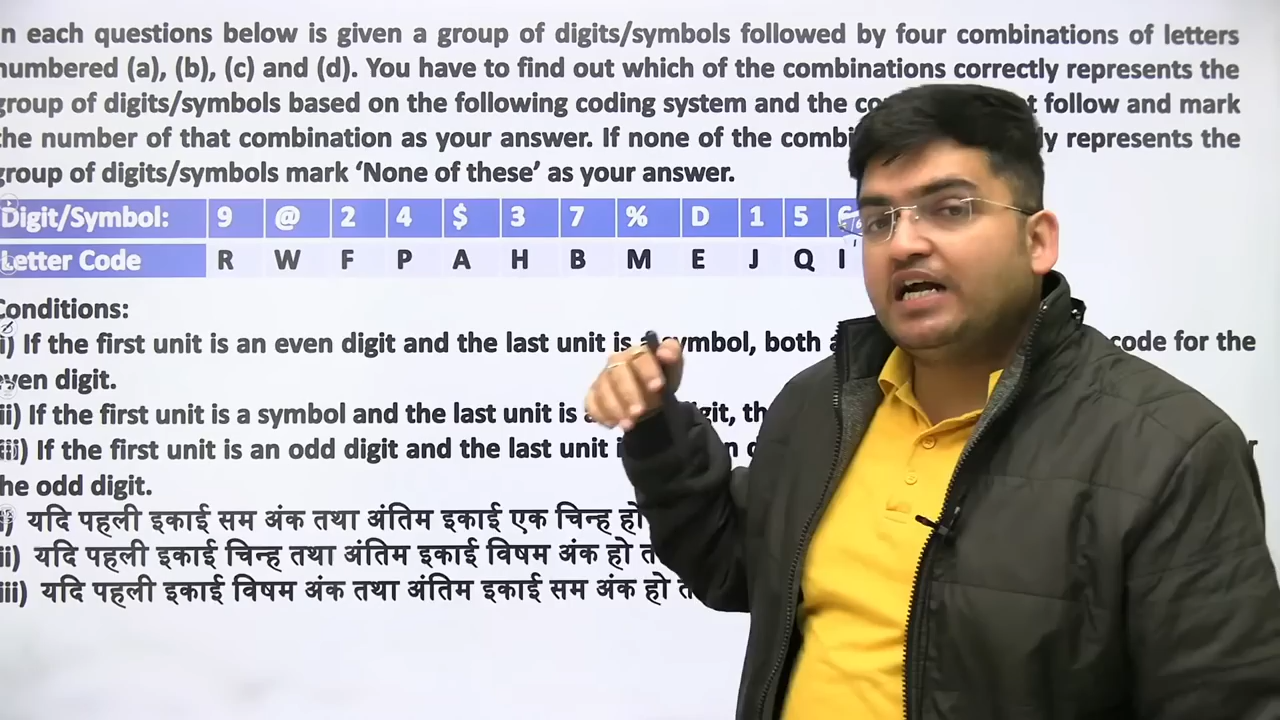 n each questions below is given a group of digits/symbols followed by four combinations of letters
numbered (a), (b), (c) and (d). You have to find out which of the combinations correctly represents the
group of digits/symbols based on the following coding system and the t follow and mark
the number of that combination as your answer. If none of the represents the
group of digits/symbols mark ‘None of these’ as your answer.
Digit/Symbol: 9 @ 2 4 $ 3 7 % D 1 5
Letter Code R W F P A H B M E J Q I
Conditions:
i) If the first unit is an even digit and the last unit is a symbol, both code for the
even digit.
ii) If the first unit is a symbol and the last unit is
iii) If the first unit is an odd digit and the last unit
he odd digit.
i) यदि पहली इकाई सम अंक तथा अंतिम इकाई एक चिन्ह हो
ii) यदि पहली इकाई चिन्ह तथा अंतिम इकाई विषम अंक हो
iii) यदि पहली इकाई विषम अंक तथा अंतिम इकाई सम अंक हो